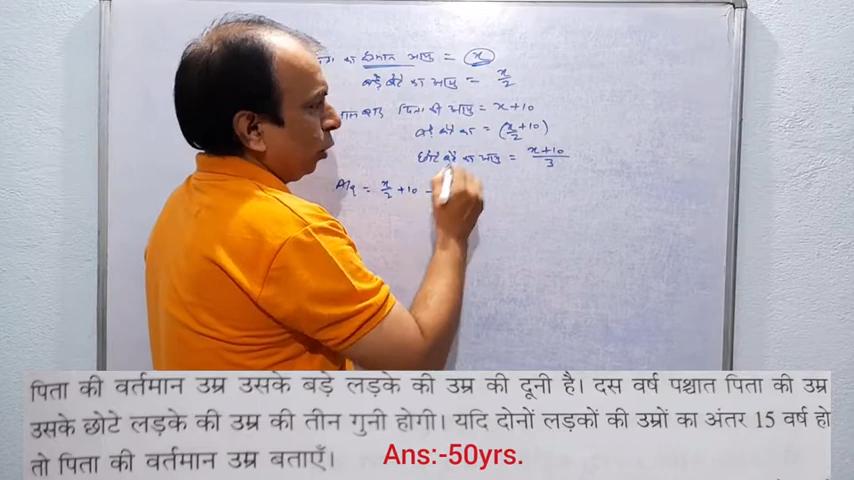 का वर्तमान आयु = x
बड़े बेटे का आयु = x/2
साल बाद पिता की आयु = x+10
बड़े बेटे का = (x/2+10)
छोटे बेटे का आयु = x+10/3
A/q = x/2 +10 -
पिता की वर्तमान उम्र उसके बड़े लड़के की उम्र की दूनी है। दस वर्ष पश्चात पिता की उम्र
उसके छोटे लड़के की उम्र की तीन गुनी होगी। यदि दोनों लड़कों की उम्रों का अंतर 15 वर्ष हो
तो पिता की वर्तमान उम्र बताएँ।
Ans:-50yrs.